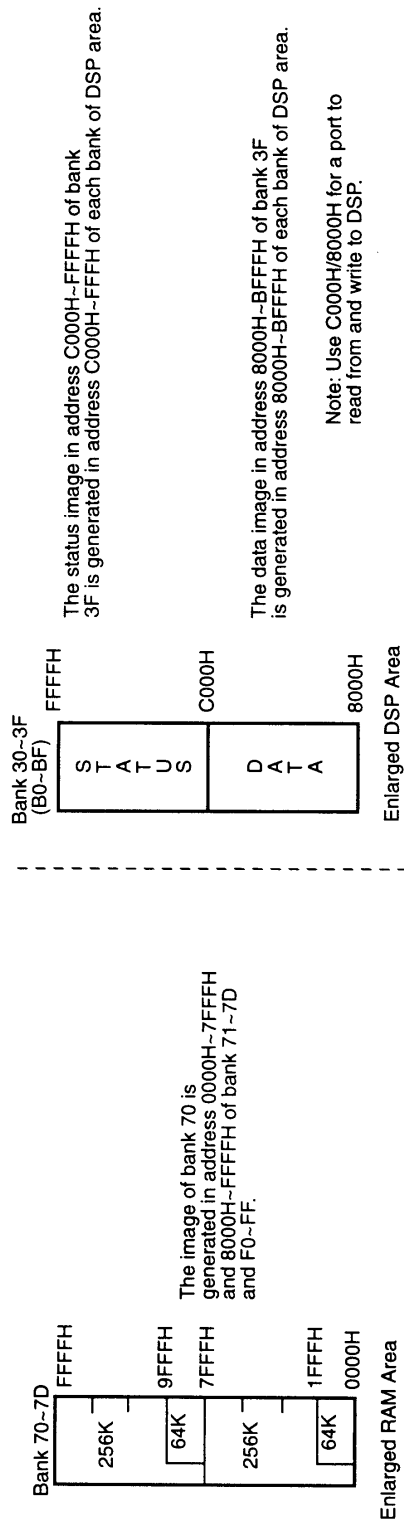 Bank 70~7D
FFFFH
256K
9FFFH
64K
7FFFH
256K
1FFFH
64K
0000H
The image of bank 70 is
generated in address 0000H~7FFFH
and 8000H~FFFFH of bank 71~7D
and F0~FF.
Enlarged RAM Area
Bank 30~3F
(B0~BF)
FFFFH
STATUS
C000H
DATA
8000H
The status image in address C000H~FFFFH of bank
3F is generated in address C000H~FFFH of each bank of DSP area.
The data image in address 8000H~BFFFH of bank 3F
is generated in address 8000H~BFFFH of each bank of DSP area.
Note: Use C000H/8000H for a port to
read from and write to DSP.
Enlarged DSP Area